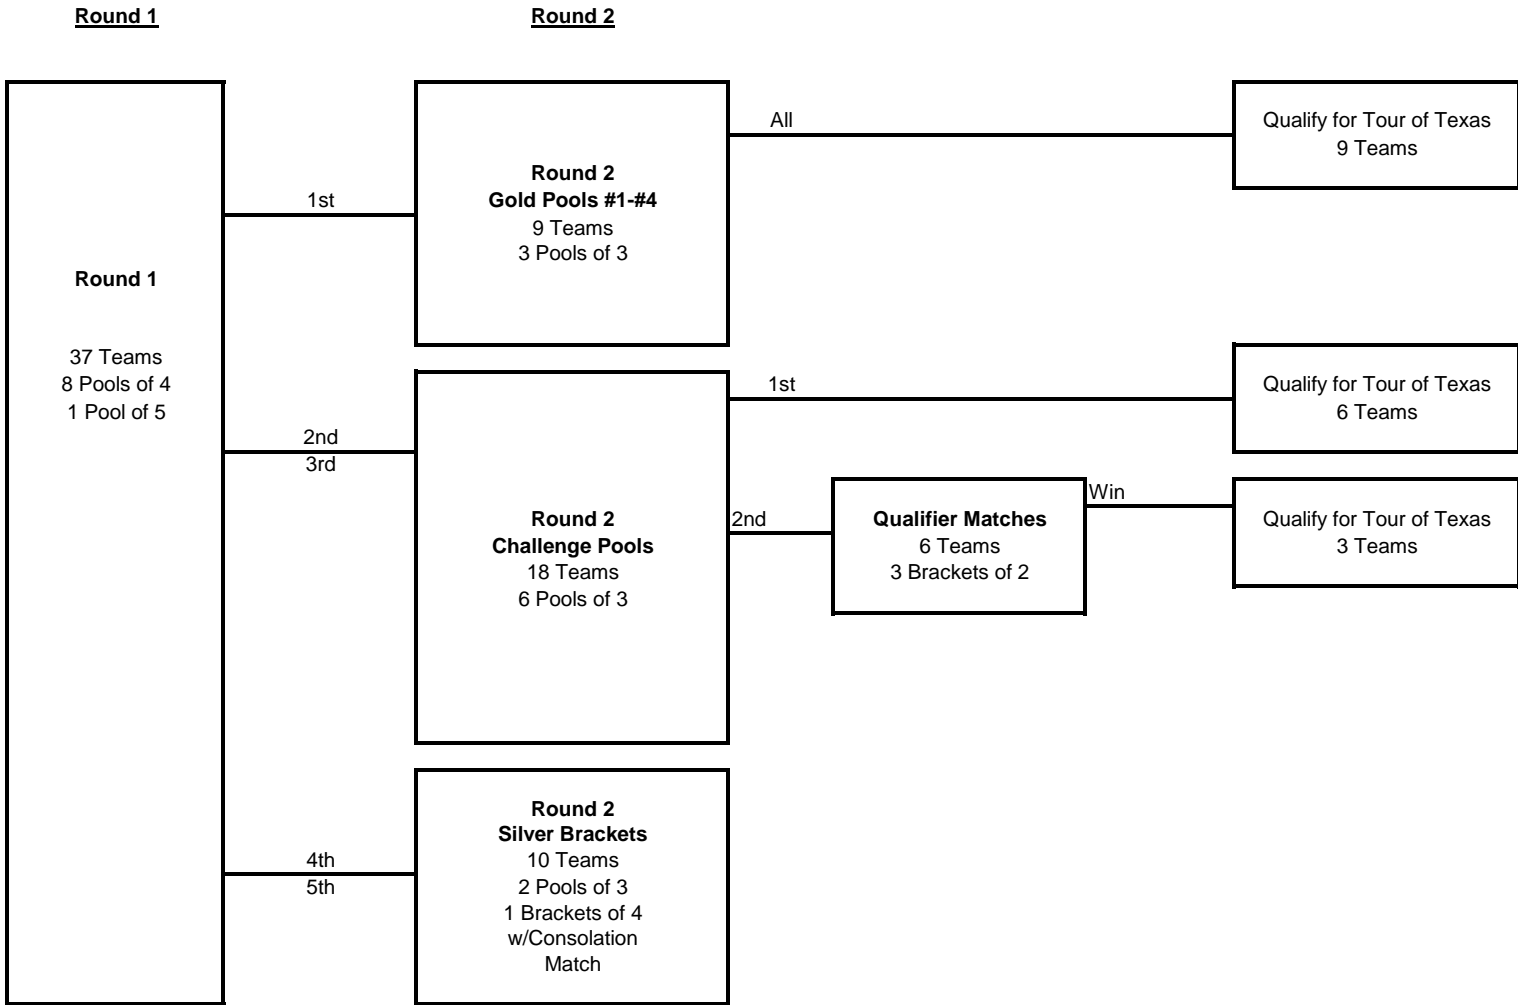 Round 1
Round 2
Round 1
37 Teams
8 Pools of 4
1 Pool of 5
1st
2nd
3rd
4th
5th
Round 2
Gold Pools #1-#4
9 Teams
3 Pools of 3
Round 2
Challenge Pools
18 Teams
6 Pools of 3
Round 2
Silver Brackets
10 Teams
2 Pools of 3
1 Brackets of 4
w/Consolation
Match
All
1st
2nd
Qualifier Matches
6 Teams
3 Brackets of 2
Win
Qualify for Tour of Texas
9 Teams
Qualify for Tour of Texas
6 Teams
Qualify for Tour of Texas
3 Teams